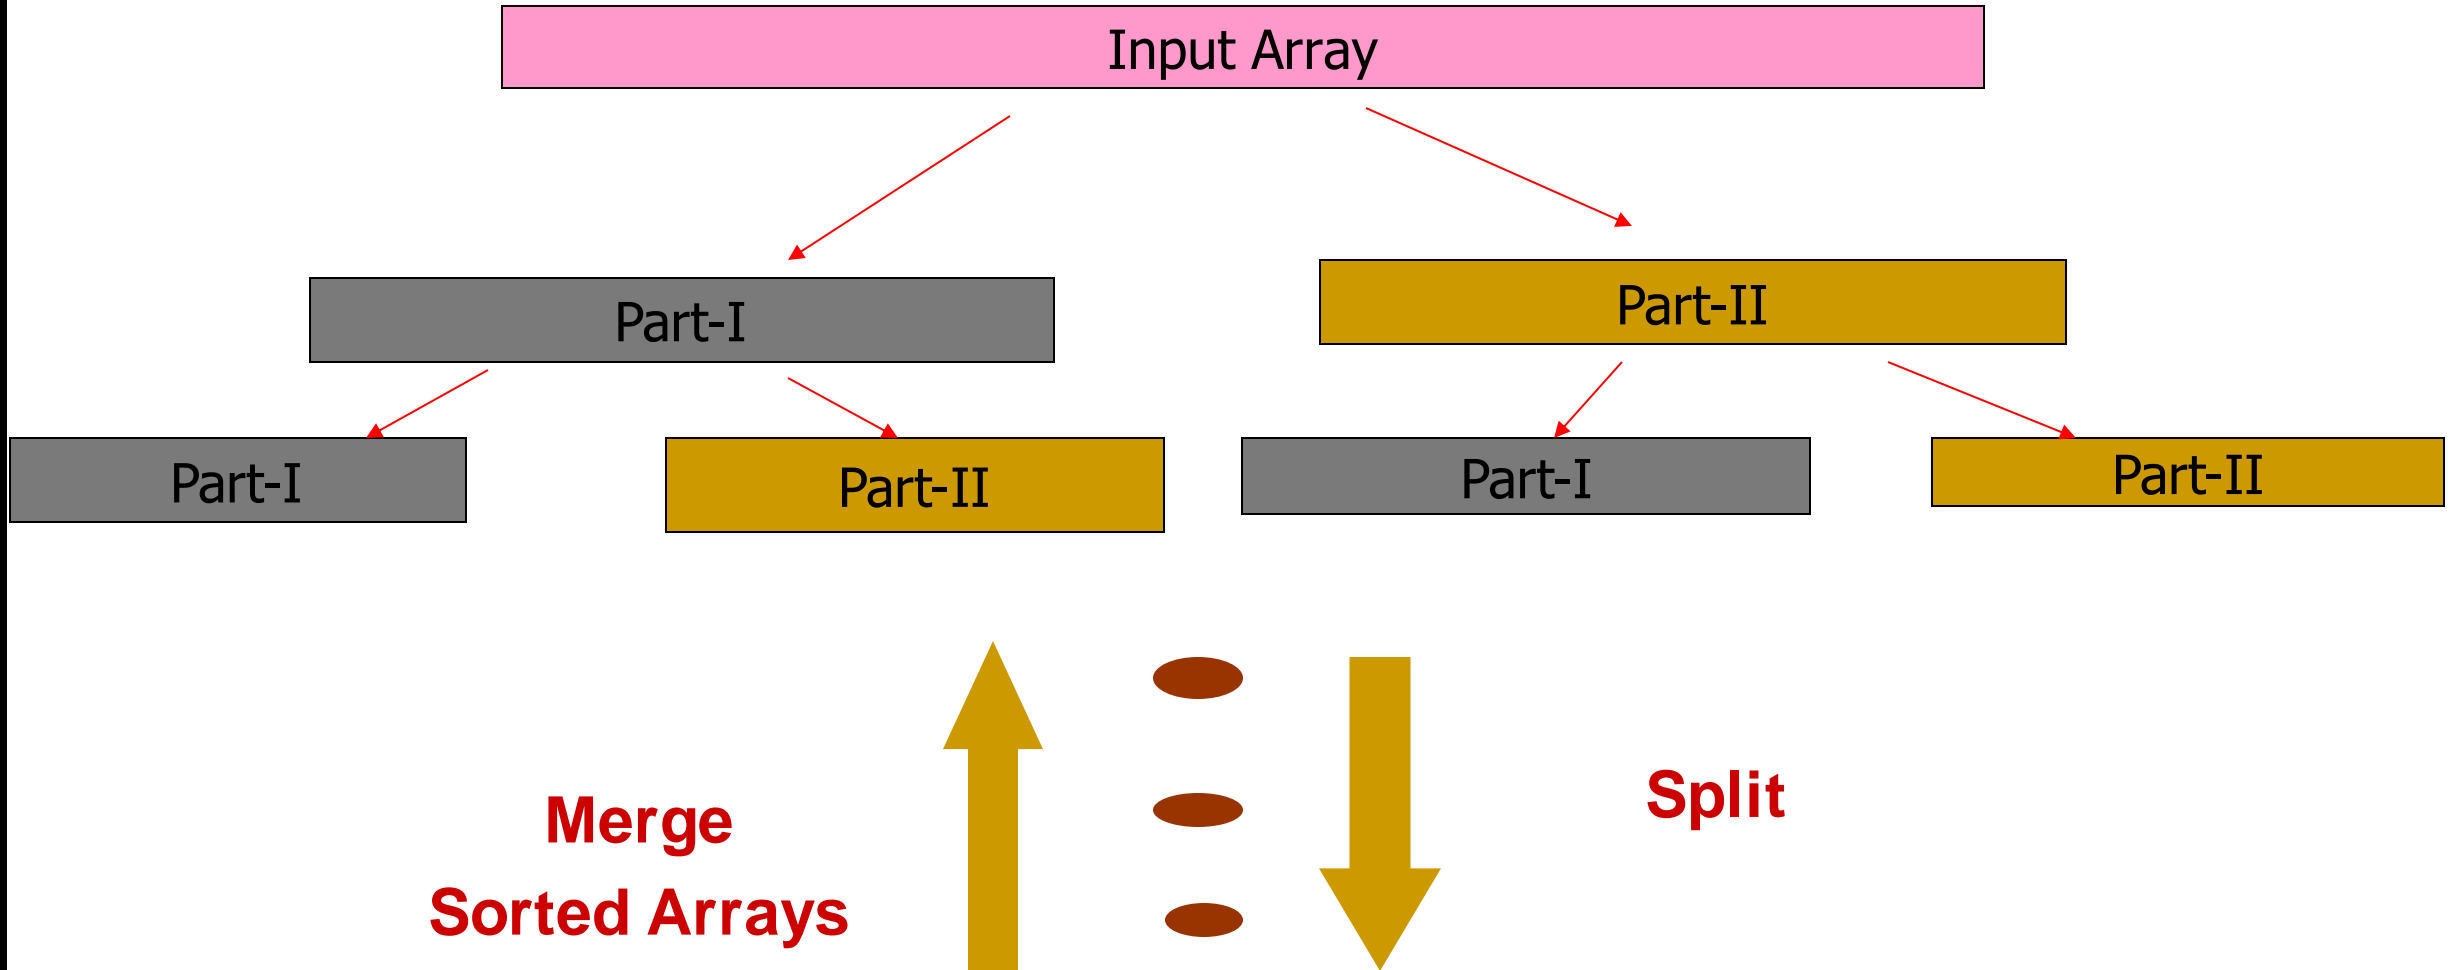 Input Array
Part-I
Part-II
Part-I
Part-II
Part-I
Part-II
Merge
Sorted Arrays
Split